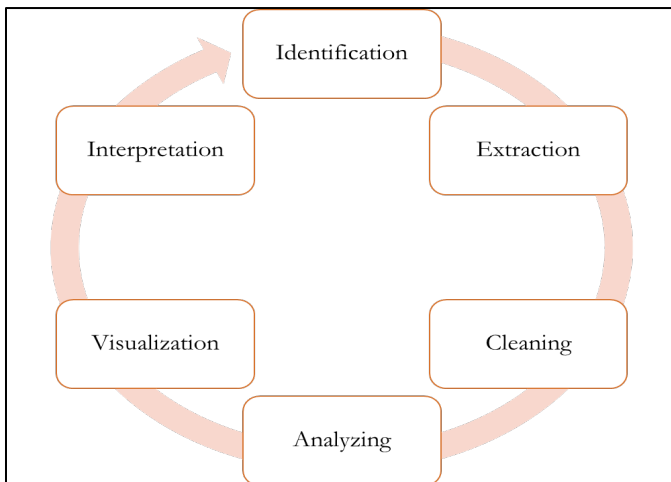 Identification
Extraction
Cleaning
Analyzing
Visualization
Interpretation